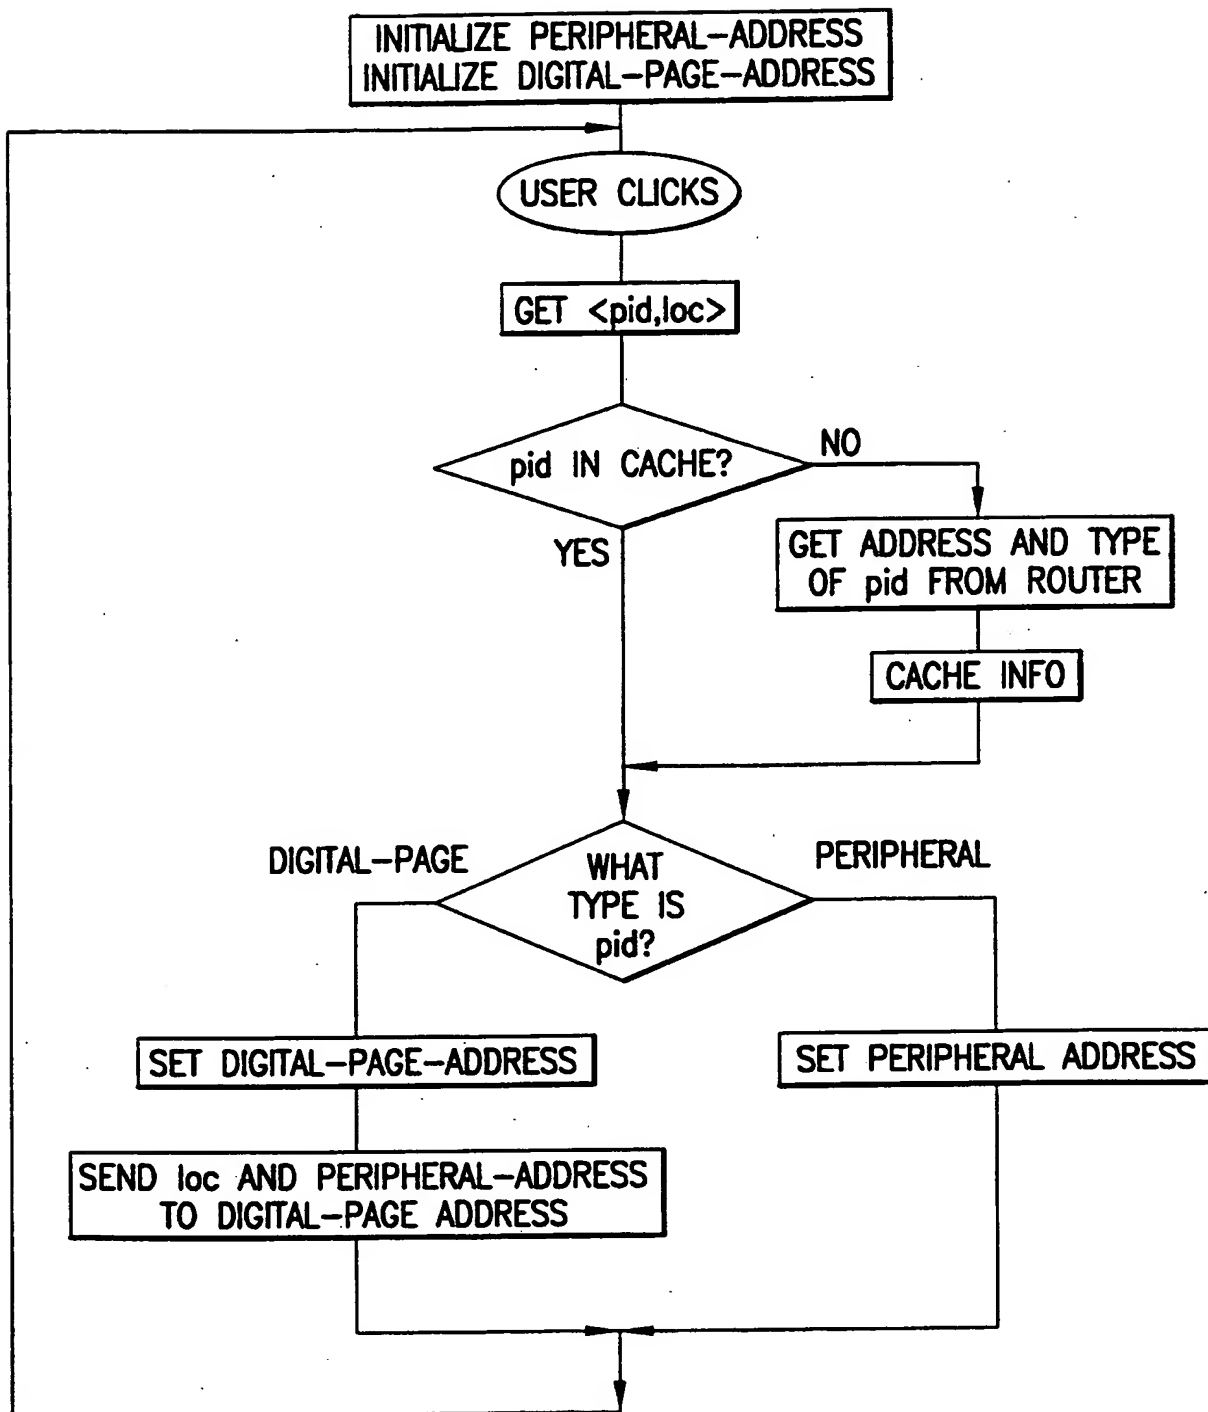 INITIALIZE PERIPHERAL-ADDRESS
INITIALIZE DIGITAL-PAGE-ADDRESS
USER CLICKS
GET <pid,loc>
pid IN CACHE?
NO
YES
GET ADDRESS AND TYPE
OF pid FROM ROUTER
CACHE INFO
DIGITAL-PAGE
WHAT
TYPE IS
pid?
PERIPHERAL
SET DIGITAL-PAGE-ADDRESS
SET PERIPHERAL ADDRESS
SEND loc AND PERIPHERAL-ADDRESS
TO DIGITAL-PAGE ADDRESS